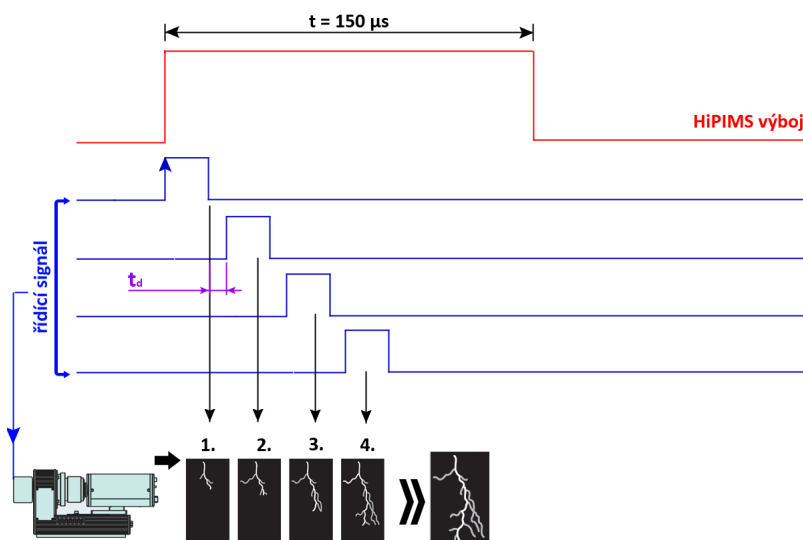 t = 150 µs
HiPIMS výboj
řídící signál
td
1. 2. 3. 4.